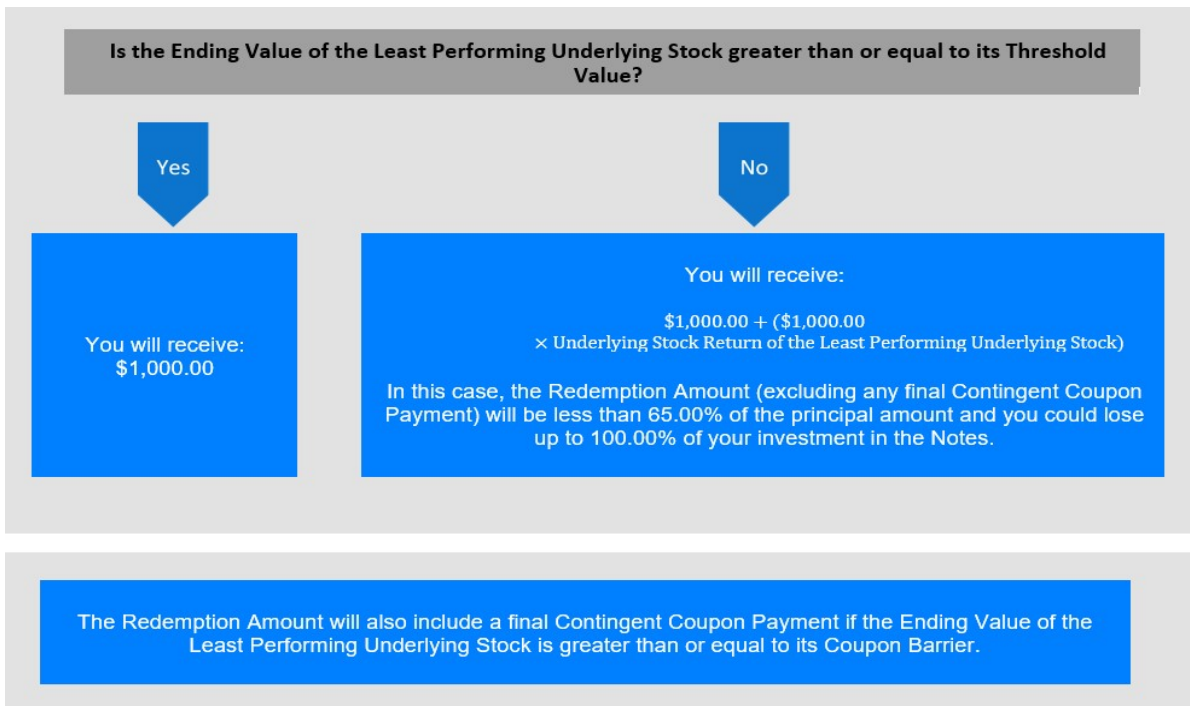 Is the Ending Value of the Least Performing Underlying Stock greater than or equal to its Threshold
Value?
Yes
No
You will receive:
$1,000.00
You will receive:
$1,000.00 + ($1,000.00
× Underlying Stock Return of the Least Performing Underlying Stock)
In this case, the Redemption Amount (excluding any final Contingent Coupon
Payment) will be less than 65.00% of the principal amount and you could lose
up to 100.00% of your investment in the Notes.
The Redemption Amount will also include a final Contingent Coupon Payment if the Ending Value of the
Least Performing Underlying Stock is greater than or equal to its Coupon Barrier.